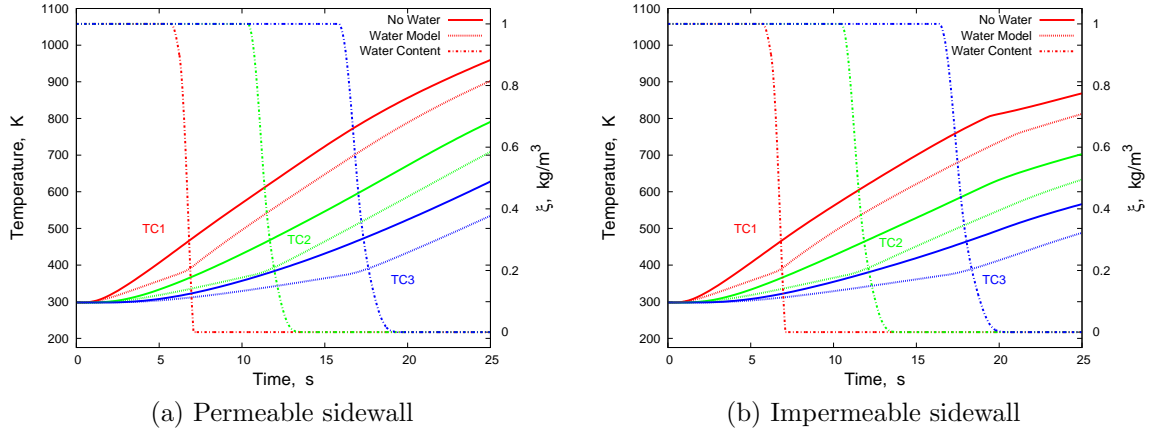 1100
1000
900
800
700
600
500
400
300
200
Temperature, K
0 5 10 15 20 25
Time, s
1
0.8
0.6
0.4
0.2
0
ξ, kg/m³
No Water
Water Model
Water Content
TC1
TC2
TC3
(a) Permeable sidewall
1100
1000
900
800
700
600
500
400
300
200
Temperature, K
0 5 10 15 20 25
Time, s
1
0.8
0.6
0.4
0.2
0
ξ, kg/m³
No Water
Water Model
Water Content
TC1
TC2
TC3
(b) Impermeable sidewall